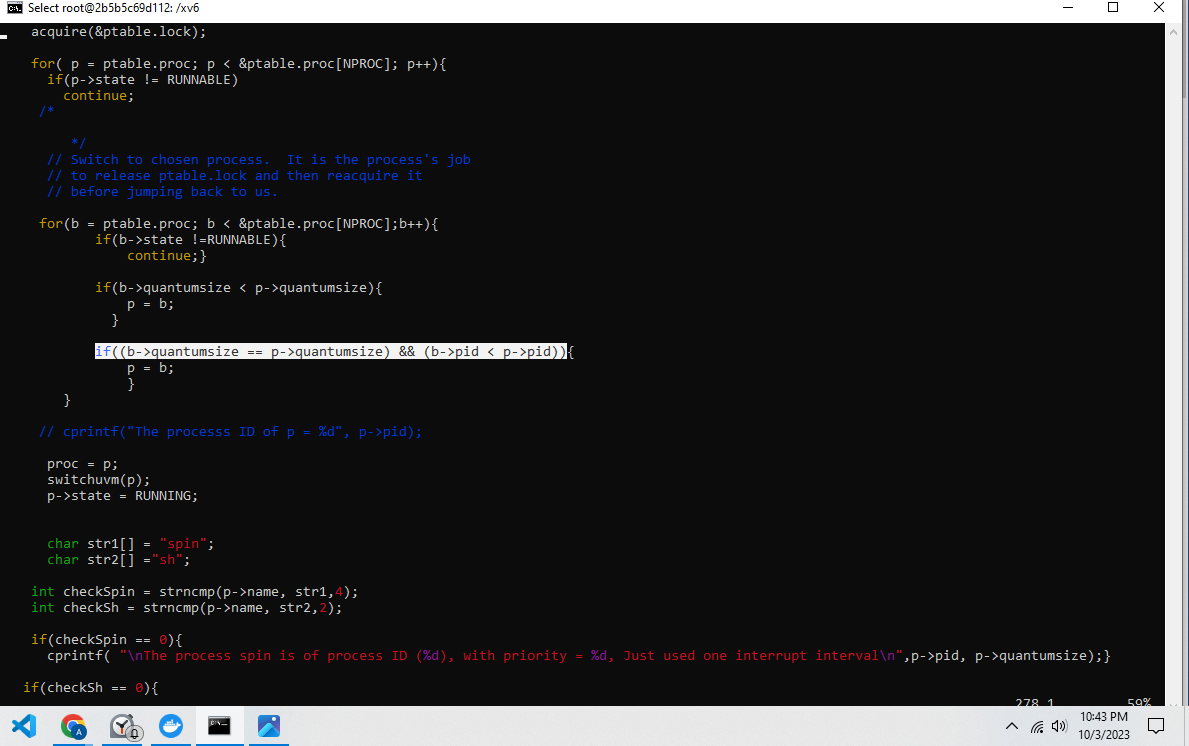 Select root@2b5b5c69d112: /xv6
acquire(&ptable.lock);
for( p = ptable.proc; p < &ptable.proc[NPROC]; p++){
if(p->state != RUNNABLE)
continue;
/*
*/
// Switch to chosen process.  It is the process's job
// to release ptable.lock and then reacquire it
// before jumping back to us.
for(b = ptable.proc; b < &ptable.proc[NPROC];b++){
if(b->state !=RUNNABLE){
continue;}
if(b->quantumsize < p->quantumsize){
p = b;
}
if((b->quantumsize == p->quantumsize) && (b->pid < p->pid)){
p = b;
}
}
// cprintf("The processs ID of p = %d", p->pid);
proc = p;
switchuvm(p);
p->state = RUNNING;
char str1[] = "spin";
char str2[] ="sh";
int checkSpin = strncmp(p->name, str1,4);
int checkSh = strncmp(p->name, str2,2);
if(checkSpin == 0){
cprintf( "\nThe process spin is of process ID (%d), with priority = %d, Just used one interrupt interval\n",p->pid, p->quantumsize);}
if(checkSh == 0){
278,1 59%
10:43 PM
10/3/2023